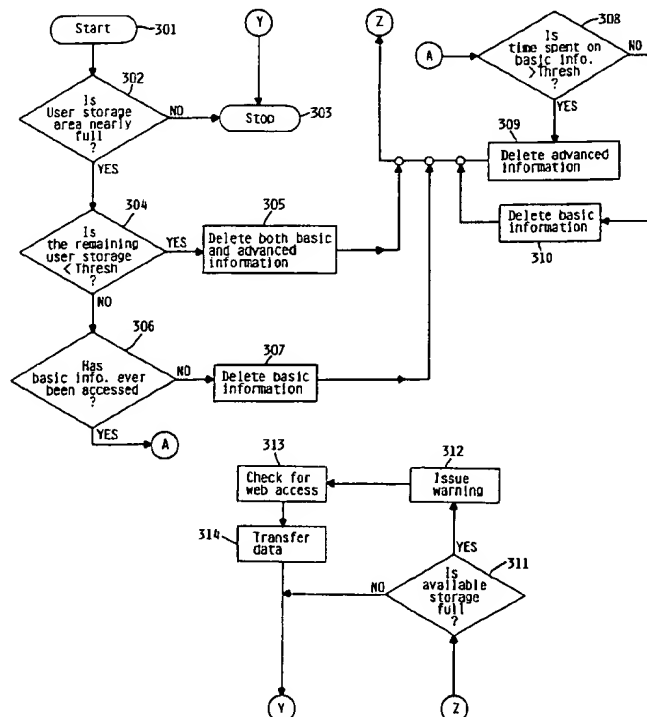 Start
301
Is
User storage
area nearly
full
?
302
NO
Stop
303
Y
YES
Is
the remaining
user storage
<Thresh
?
304
YES
305
Delete both basic
and advanced
information
NO
Has
basic info. ever
been accessed
?
306
NO
307
Delete basic
information
YES
A
Z
A
Is
time spent on
basic info.
>Thresh
?
308
NO
YES
309
Delete advanced
information
Delete basic
information
310
313
Check for
web access
312
Issue
warning
314
Transfer
data
YES
Is
available
storage
full
?
311
NO
Y
Z